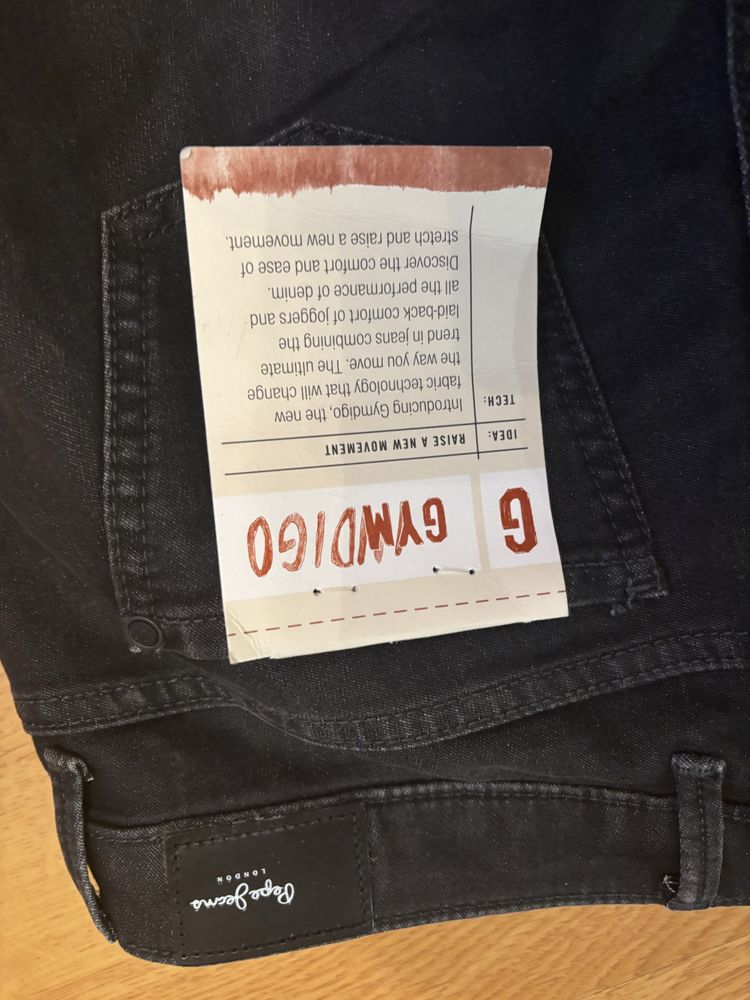 Pepe Jeans
LONDON
G GYMDIGO
IDEA: RAISE A NEW MOVEMENT
TECH: Introducing Gymdigo, the new
fabric technology that will change
the way you move. The ultimate
trend in jeans combining the
laid-back comfort of joggers and
all the performance of denim.
Discover the comfort and ease of
stretch and raise a new movement.